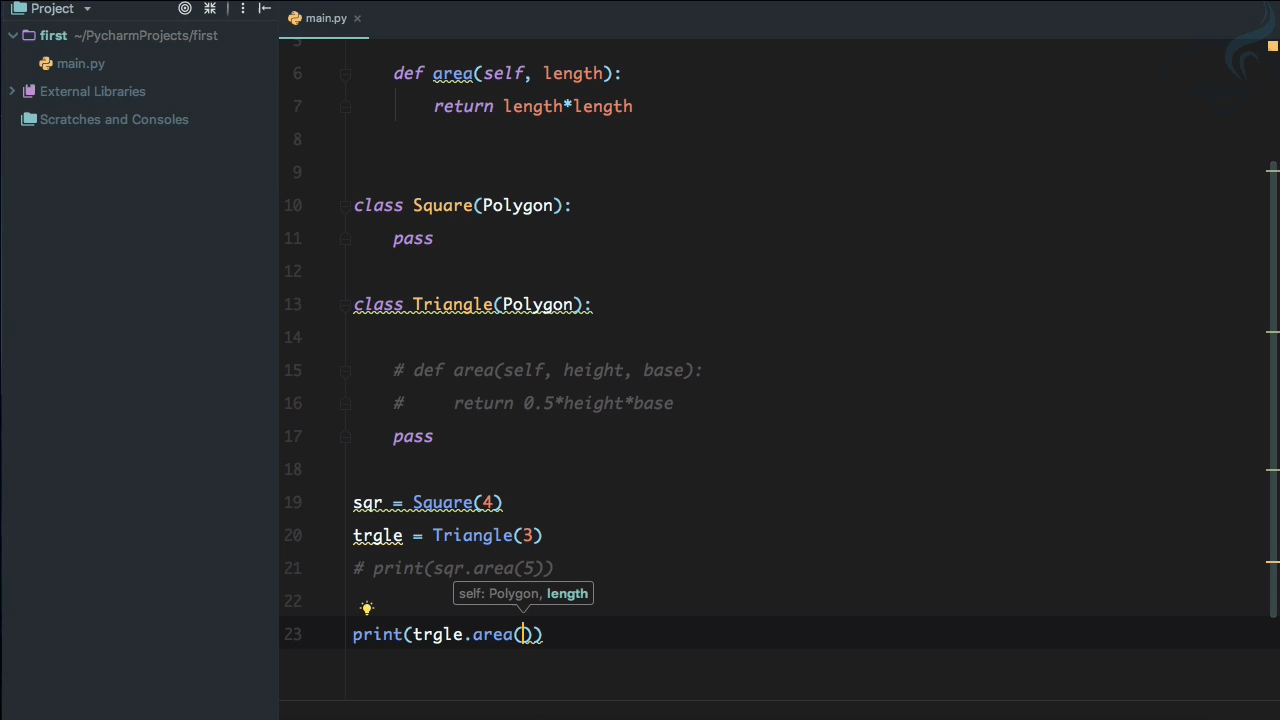 Project
first ~/PycharmProjects/first
main.py
External Libraries
Scratches and Consoles
main.py
6 def area(self, length):
7 return length*length
8
9
10 class Square(Polygon):
11 pass
12
13 class Triangle(Polygon):
14
15 # def area(self, height, base):
16 # return 0.5*height*base
17 pass
18
19 sqr = Square(4)
20 trgle = Triangle(3)
21 # print(sqr.area(5))
self: Polygon, length
22
23 print(trgle.area())